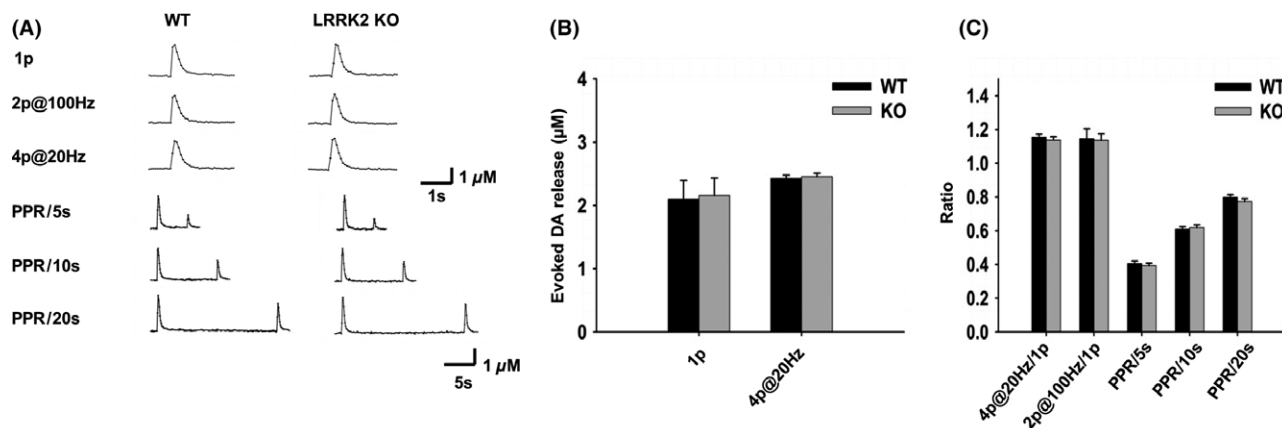 (A)
WT
LRRK2 KO
1p
2p@100Hz
4p@20Hz
1 µM
1s
PPR/5s
PPR/10s
PPR/20s
1 µM
5s
(B)
Evoked DA release (µM)
4
3
2
1
0
WT
KO
1p
4p@20Hz
(C)
Ratio
1.4
1.2
1.0
0.8
0.6
0.4
0.2
0.0
WT
KO
4p@20Hz/1p
2p@100Hz/1p
PPR/5s
PPR/10s
PPR/20s